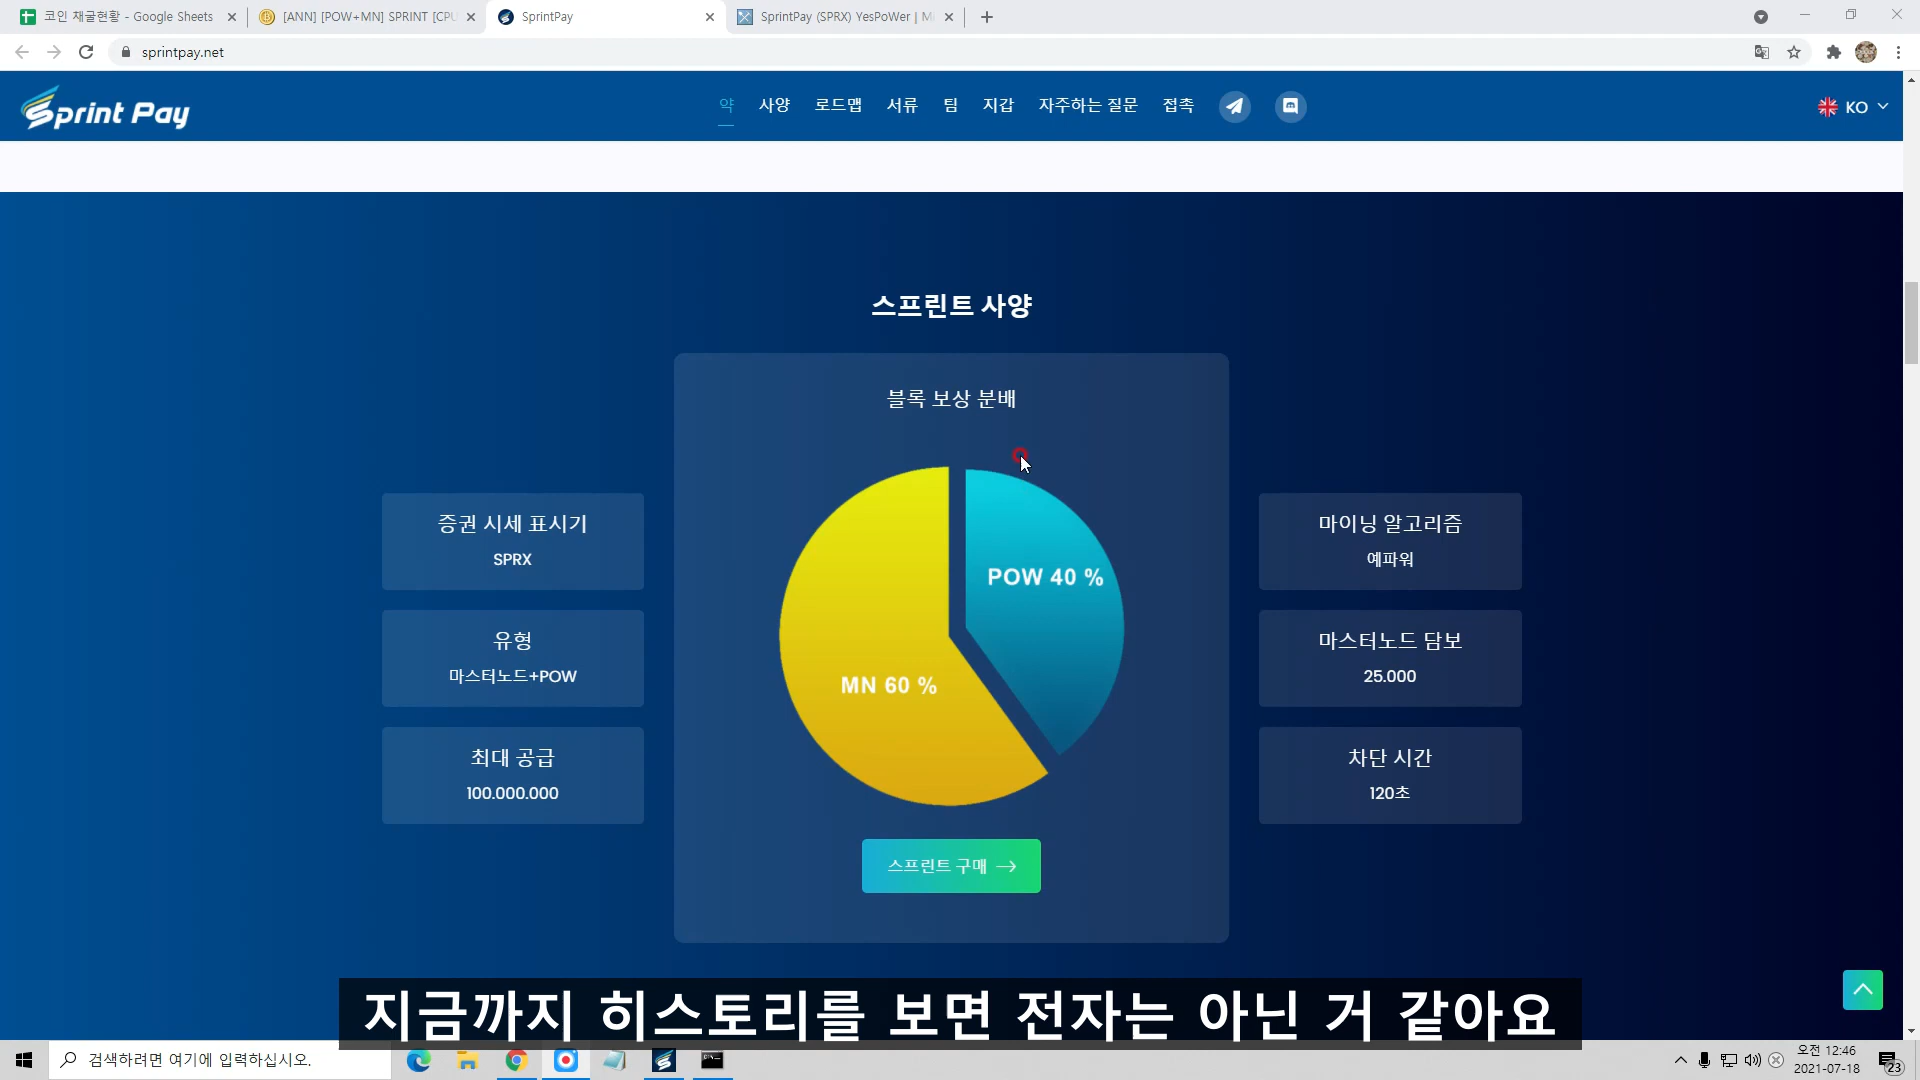 코인 채굴현황 - Google Sheets
[ANN] [POW+MN] SPRINT [CPU
SprintPay
SprintPay (SPRX) YesPoWer | Mi
sprintpay.net
Sprint Pay
약 사양 로드맵 서류 팀 지갑 자주하는 질문 접촉
KO
스프린트 사양
블록 보상 분배
증권 시세 표시기
SPRX
유형
마스터노드+POW
최대 공급
100.000.000
POW 40 %
MN 60 %
스프린트 구매
마이닝 알고리즘
예파워
마스터노드 담보
25.000
차단 시간
120초
지금까지 히스토리를 보면 전자는 아닌 거 같아요
검색하려면 여기에 입력하십시오.
오전 12:46
2021-07-18
23